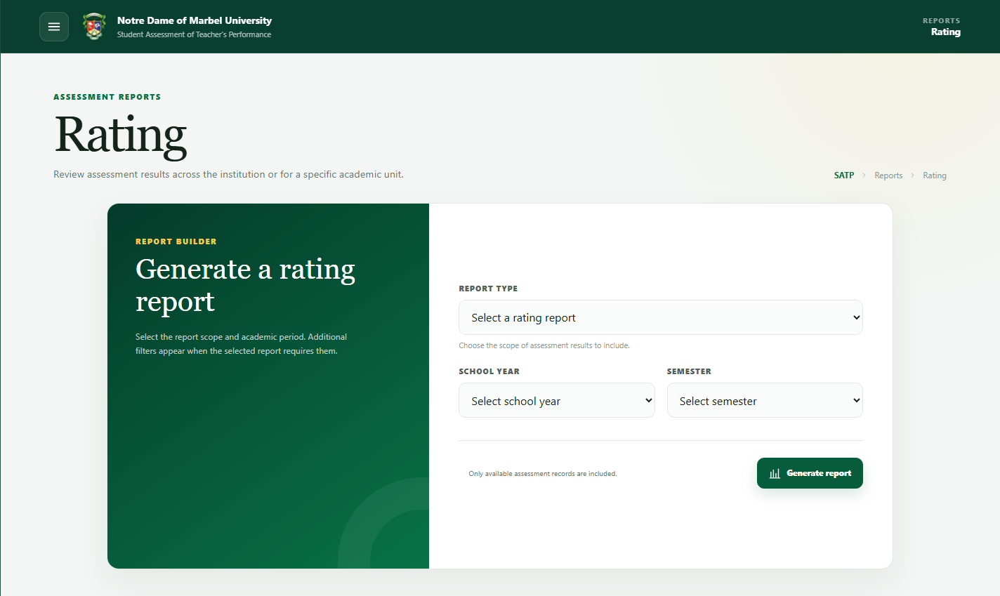 Notre Dame of Marbel University
Student Assessment of Teacher's Performance
REPORTS
Rating
ASSESSMENT REPORTS
Rating
Review assessment results across the institution or for a specific academic unit.
SATP > Reports > Rating
REPORT BUILDER
Generate a rating
report
Select the report scope and academic period. Additional
filters appear when the selected report requires them.
REPORT TYPE
Select a rating report
Choose the scope of assessment results to include.
SCHOOL YEAR
Select school year
SEMESTER
Select semester
Only available assessment records are included.
Generate report